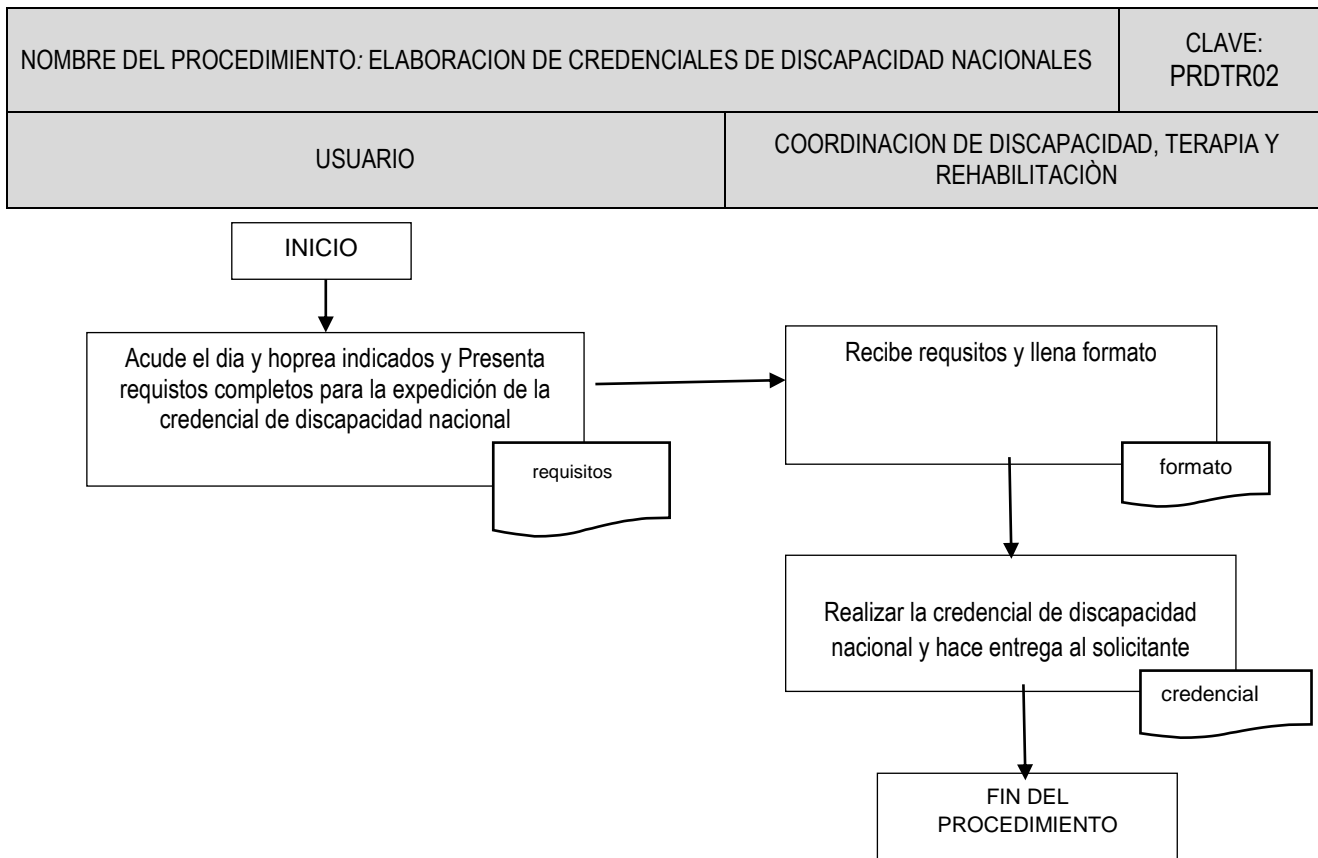 NOMBRE DEL PROCEDIMIENTO: ELABORACION DE CREDENCIALES DE DISCAPACIDAD NACIONALES
CLAVE:
PRDTR02
USUARIO
COORDINACION DE DISCAPACIDAD, TERAPIA Y
REHABILITACIÒN
INICIO
Acude el dia y hoprea indicados y Presenta
requistos completos para la expedición de la
credencial de discapacidad nacional
requisitos
Recibe requsitos y llena formato
formato
Realizar la credencial de discapacidad
nacional y hace entrega al solicitante
credencial
FIN DEL
PROCEDIMIENTO